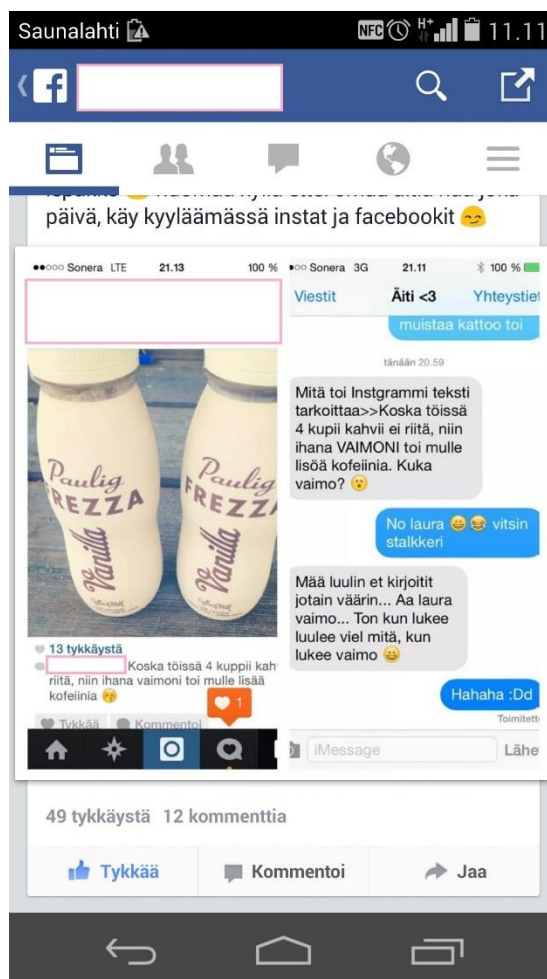 Saunalahti
NFC
H+
11.11
päivä, käy kyyläämässä instat ja facebookit
Sonera LTE 21.13 100 %
Paulig
FREZZA
Vanilla
Paulig
FREZZA
Vanilla
13 tykkäystä
Koska töissä 4 kuppii kah
riitä, niin ihana vaimoni toi mulle lisää
kofeiinia
Tykkää
Kommentoi
1
Sonera 3G 21.11 100 %
Viestit
Äiti <3
Yhteystiet
muistaa kattoo toi
tänään 20.59
Mitä toi Instgrammi teksti
tarkoittaa>>Koska töissä
4 kupii kahvii ei riitä, niin
ihana VAIMONI toi mulle
lisöä kofeiinia. Kuka
vaimo?
No laura vitsin
stalkkeri
Mää luulin et kirjoitit
jotain väärin... Aa laura
vaimo... Ton kun lukee
luulee viel mitä, kun
lukee vaimo
Hahaha :Dd
Toimitett
iMessage
Lähe
49 tykkäystä 12 kommenttia
Tykkää
Kommentoi
Jaa